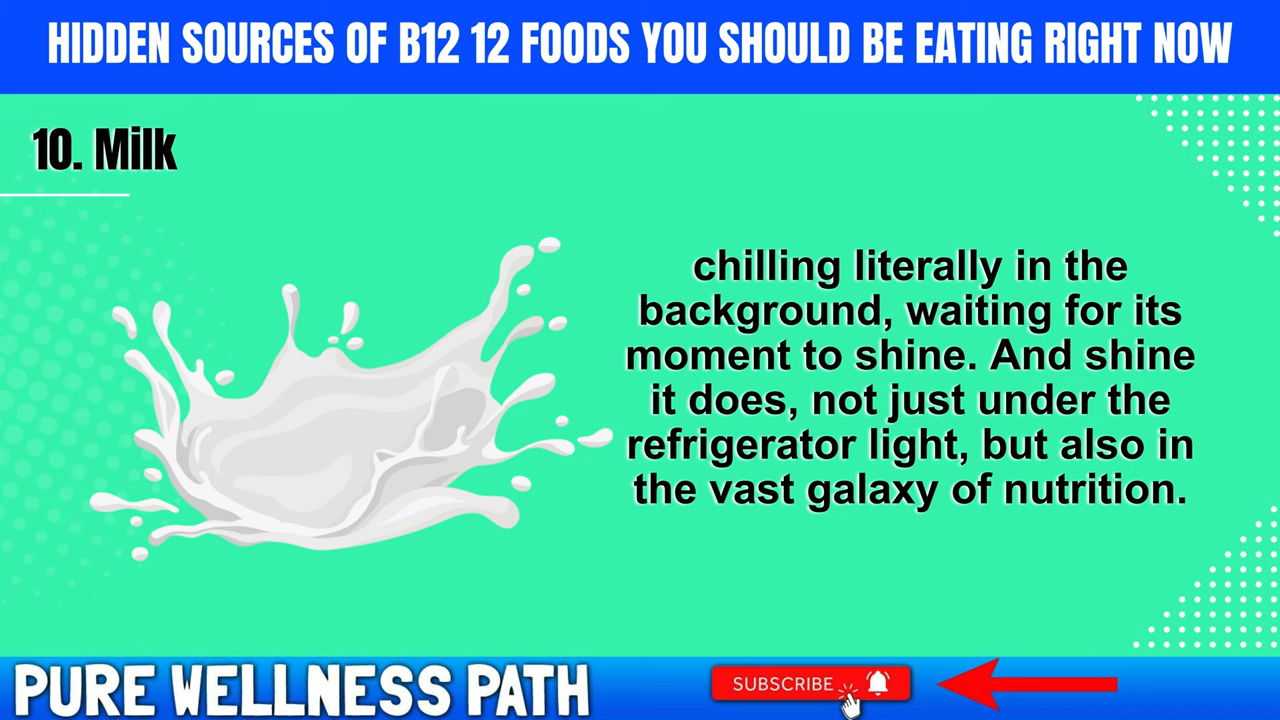 HIDDEN SOURCES OF B12 12 FOODS YOU SHOULD BE EATING RIGHT NOW
10. Milk
chilling literally in the
background, waiting for its
moment to shine. And shine
it does, not just under the
refrigerator light, but also in
the vast galaxy of nutrition.
PURE WELLNESS PATH
SUBSCRIBE